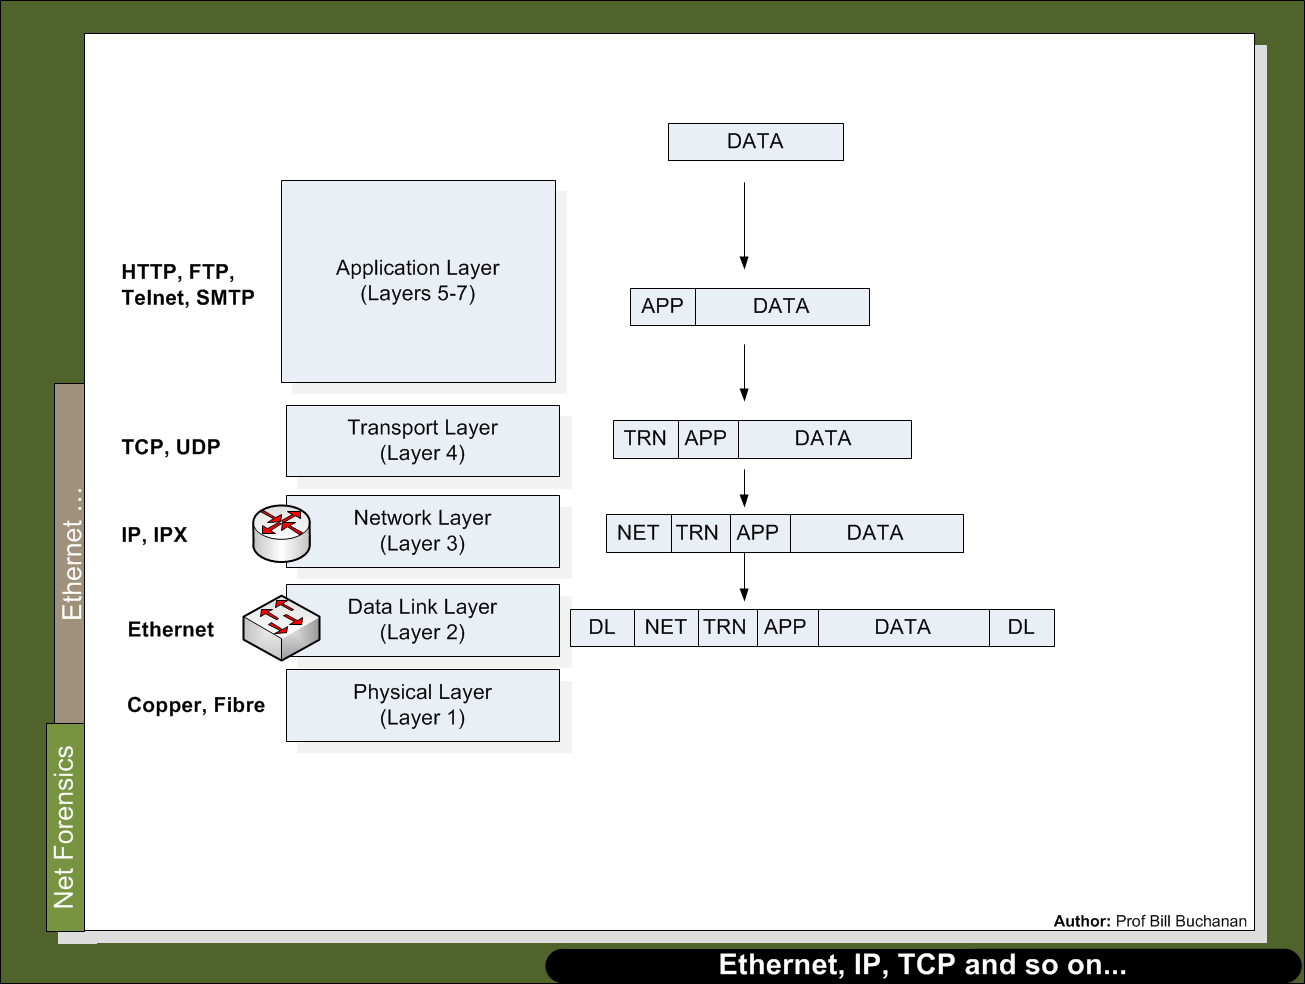 DATA
HTTP, FTP,
Telnet, SMTP
Application Layer
(Layers 5-7)
APP DATA
TCP, UDP
Transport Layer
(Layer 4)
TRN APP DATA
IP, IPX
Network Layer
(Layer 3)
NET TRN APP DATA
Ethernet
Data Link Layer
(Layer 2)
DL NET TRN APP DATA DL
Copper, Fibre
Physical Layer
(Layer 1)
Ethernet ...
Net Forensics
Author: Prof Bill Buchanan
Ethernet, IP, TCP and so on...